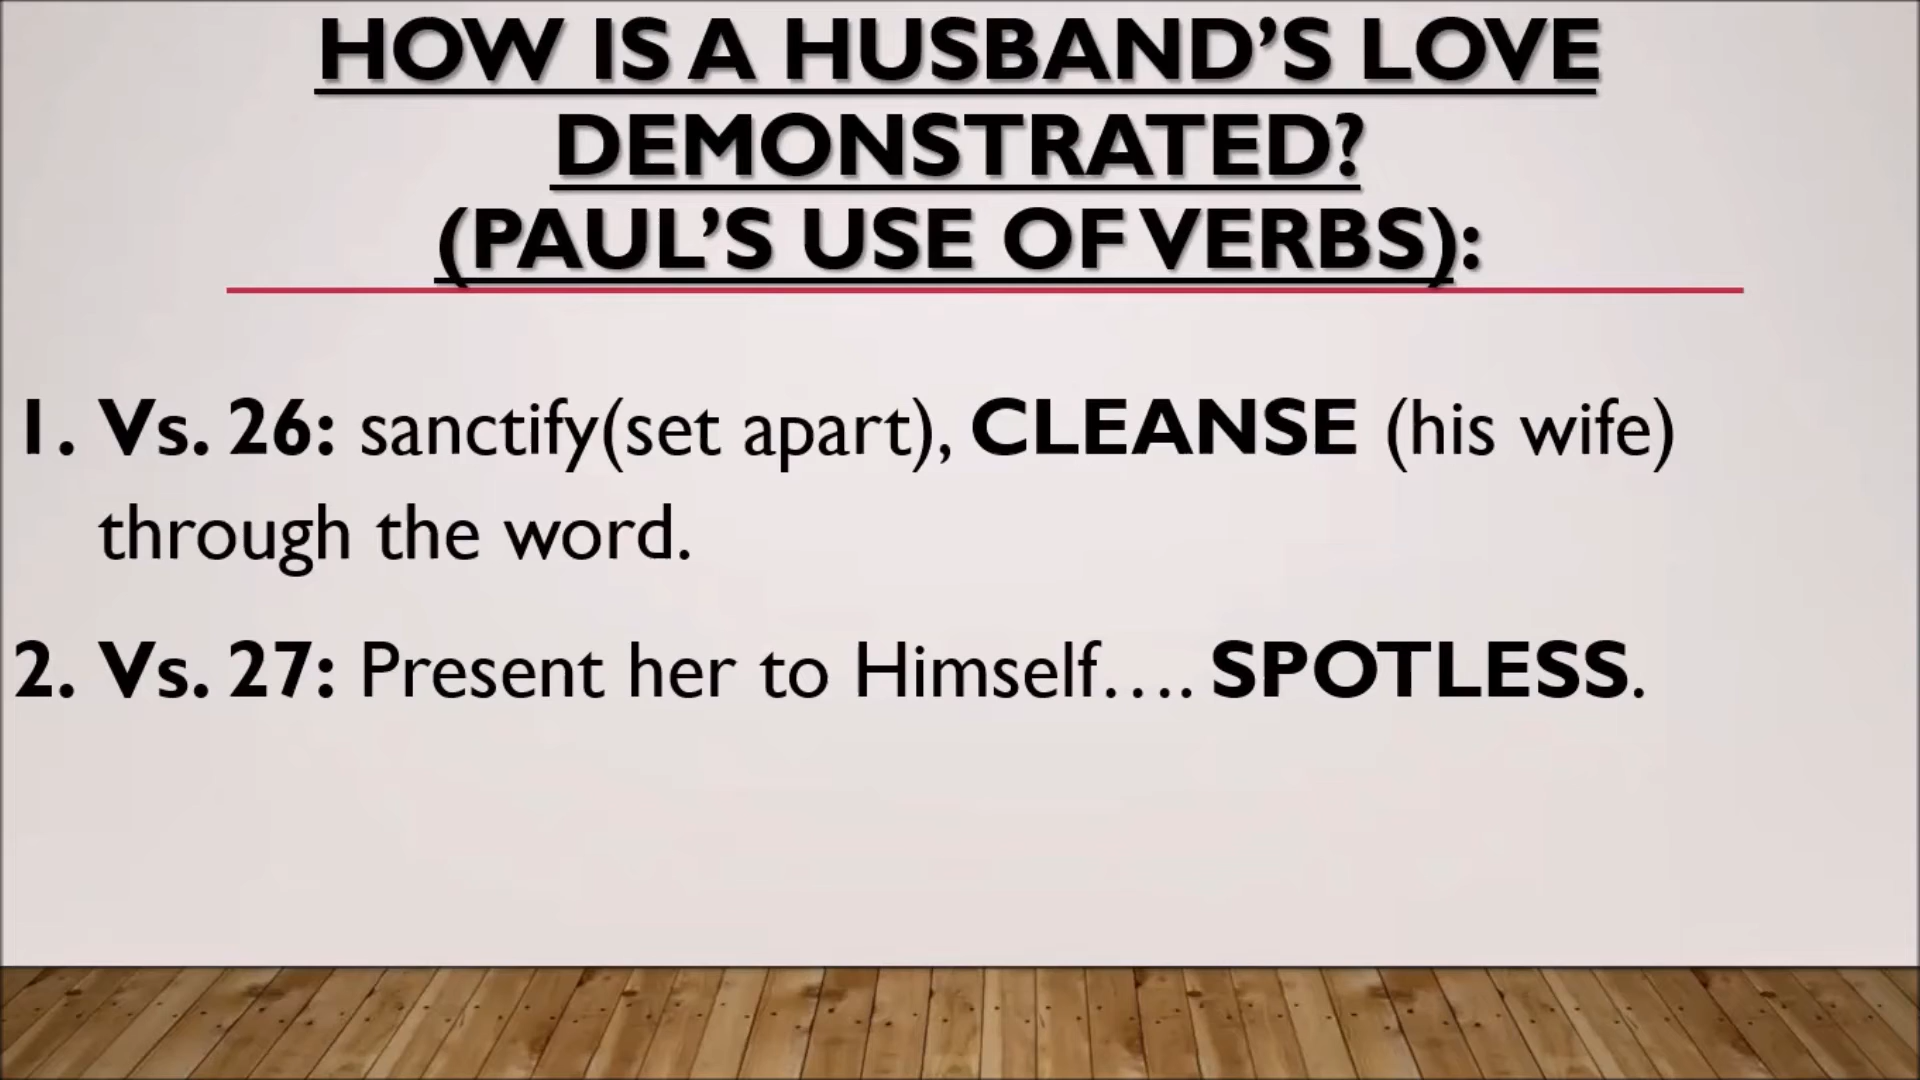 HOW IS A HUSBAND’S LOVE
DEMONSTRATED?
(PAUL’S USE OF VERBS):
1. Vs. 26: sanctify(set apart), CLEANSE (his wife)
through the word.
2. Vs. 27: Present her to Himself…. SPOTLESS.